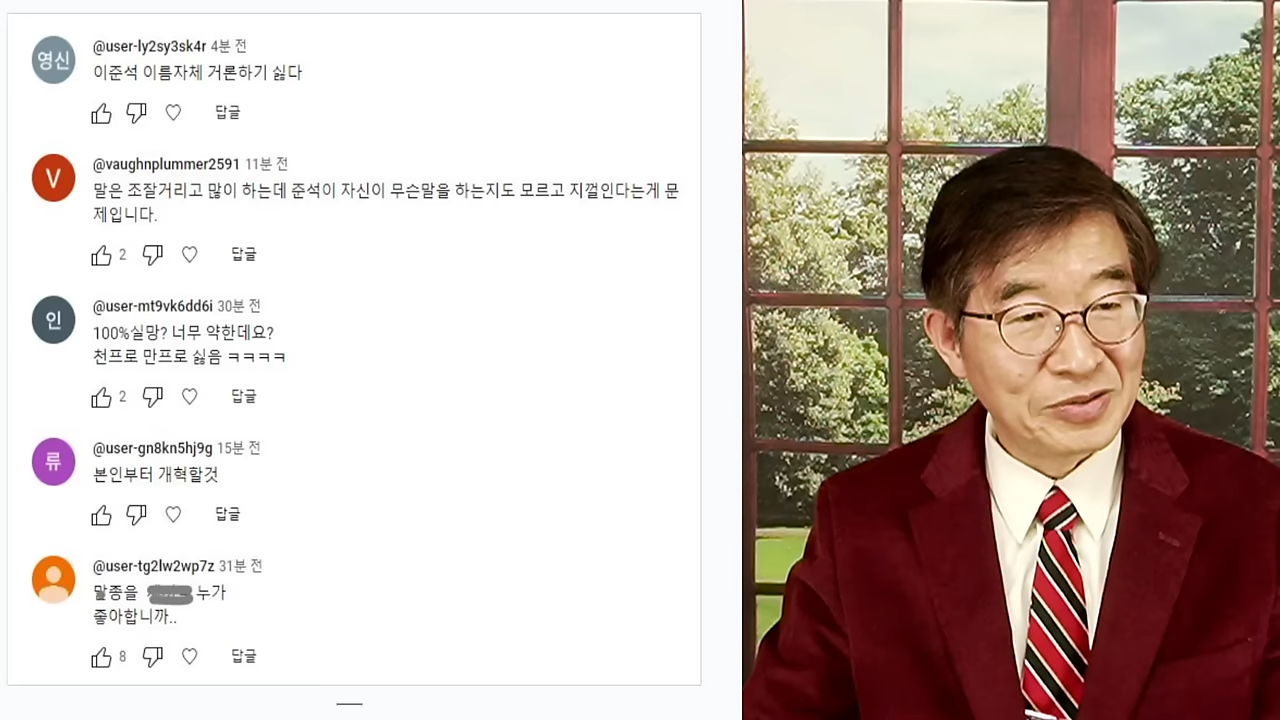 영신
@user-ly2sy3sk4r 4분 전
이준석 이름자체 거론하기 싫다
답글
V
@vaughnplummer2591 11분 전
말은 조잘거리고 많이 하는데 준석이 자신이 무슨말을 하는지도 모르고 지껄인다는게 문
제입니다.
2 답글
인
@user-mt9vk6dd6i 30분 전
100%실망? 너무 약한데요?
천프로 만프로 싫음 ㅋㅋㅋㅋ
2 답글
류
@user-gn8kn5hj9g 15분 전
본인부터 개혁할것
답글
@user-tg2lw2wp7z 31분 전
말종을 누가
좋아합니까..
8 답글